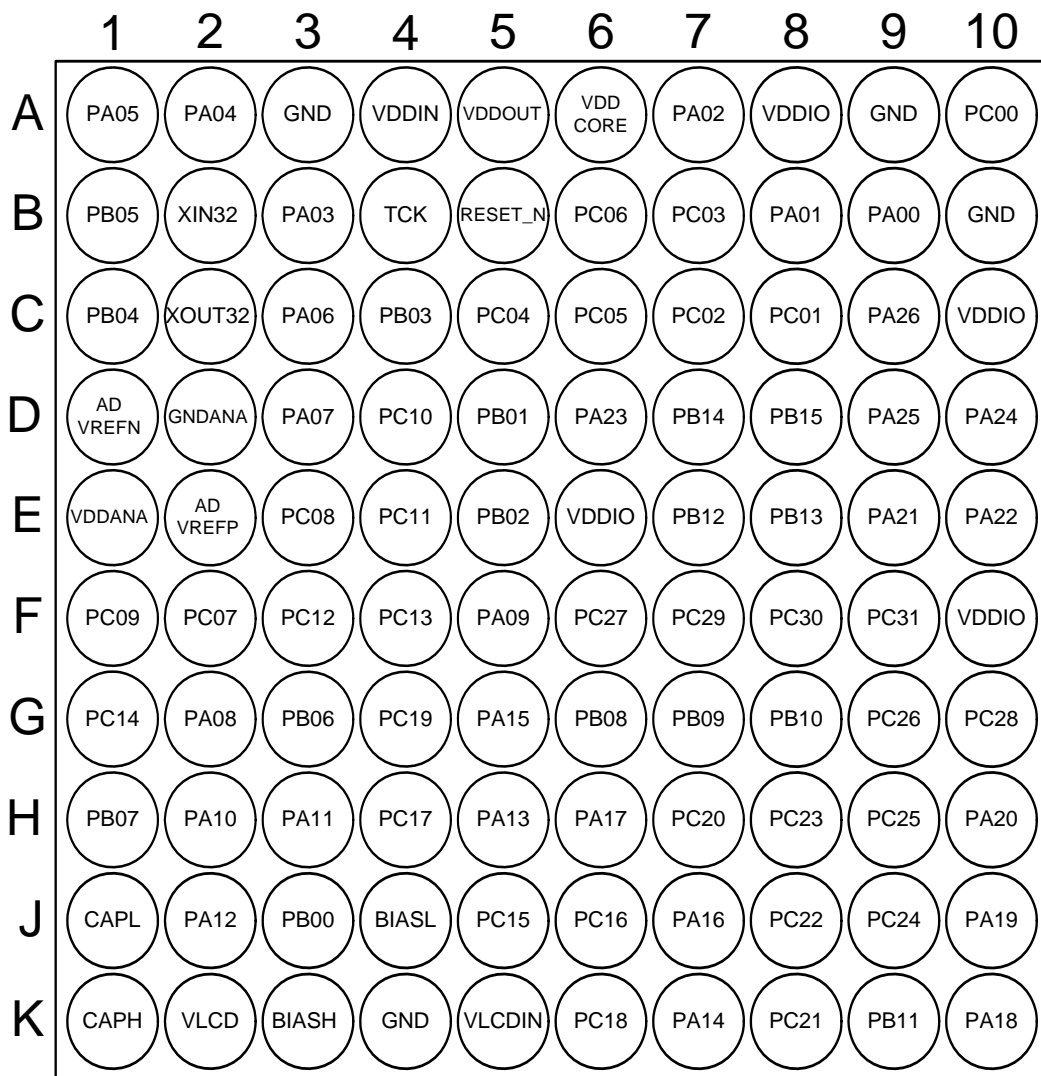 1 2 3 4 5 6 7 8 9 10
A PA05 PA04 GND VDDIN VDDOUT VDD CORE PA02 VDDIO GND PC00
B PB05 XIN32 PA03 TCK RESET_N PC06 PC03 PA01 PA00 GND
C PB04 XOUT32 PA06 PB03 PC04 PC05 PC02 PC01 PA26 VDDIO
D AD VREFN GNDANA PA07 PC10 PB01 PA23 PB14 PB15 PA25 PA24
E VDDANA AD VREFP PC08 PC11 PB02 VDDIO PB12 PB13 PA21 PA22
F PC09 PC07 PC12 PC13 PA09 PC27 PC29 PC30 PC31 VDDIO
G PC14 PA08 PB06 PC19 PA15 PB08 PB09 PB10 PC26 PC28
H PB07 PA10 PA11 PC17 PA13 PA17 PC20 PC23 PC25 PA20
J CAPL PA12 PB00 BIASL PC15 PC16 PA16 PC22 PC24 PA19
K CAPH VLCD BIASH GND VLCDIN PC18 PA14 PC21 PB11 PA18